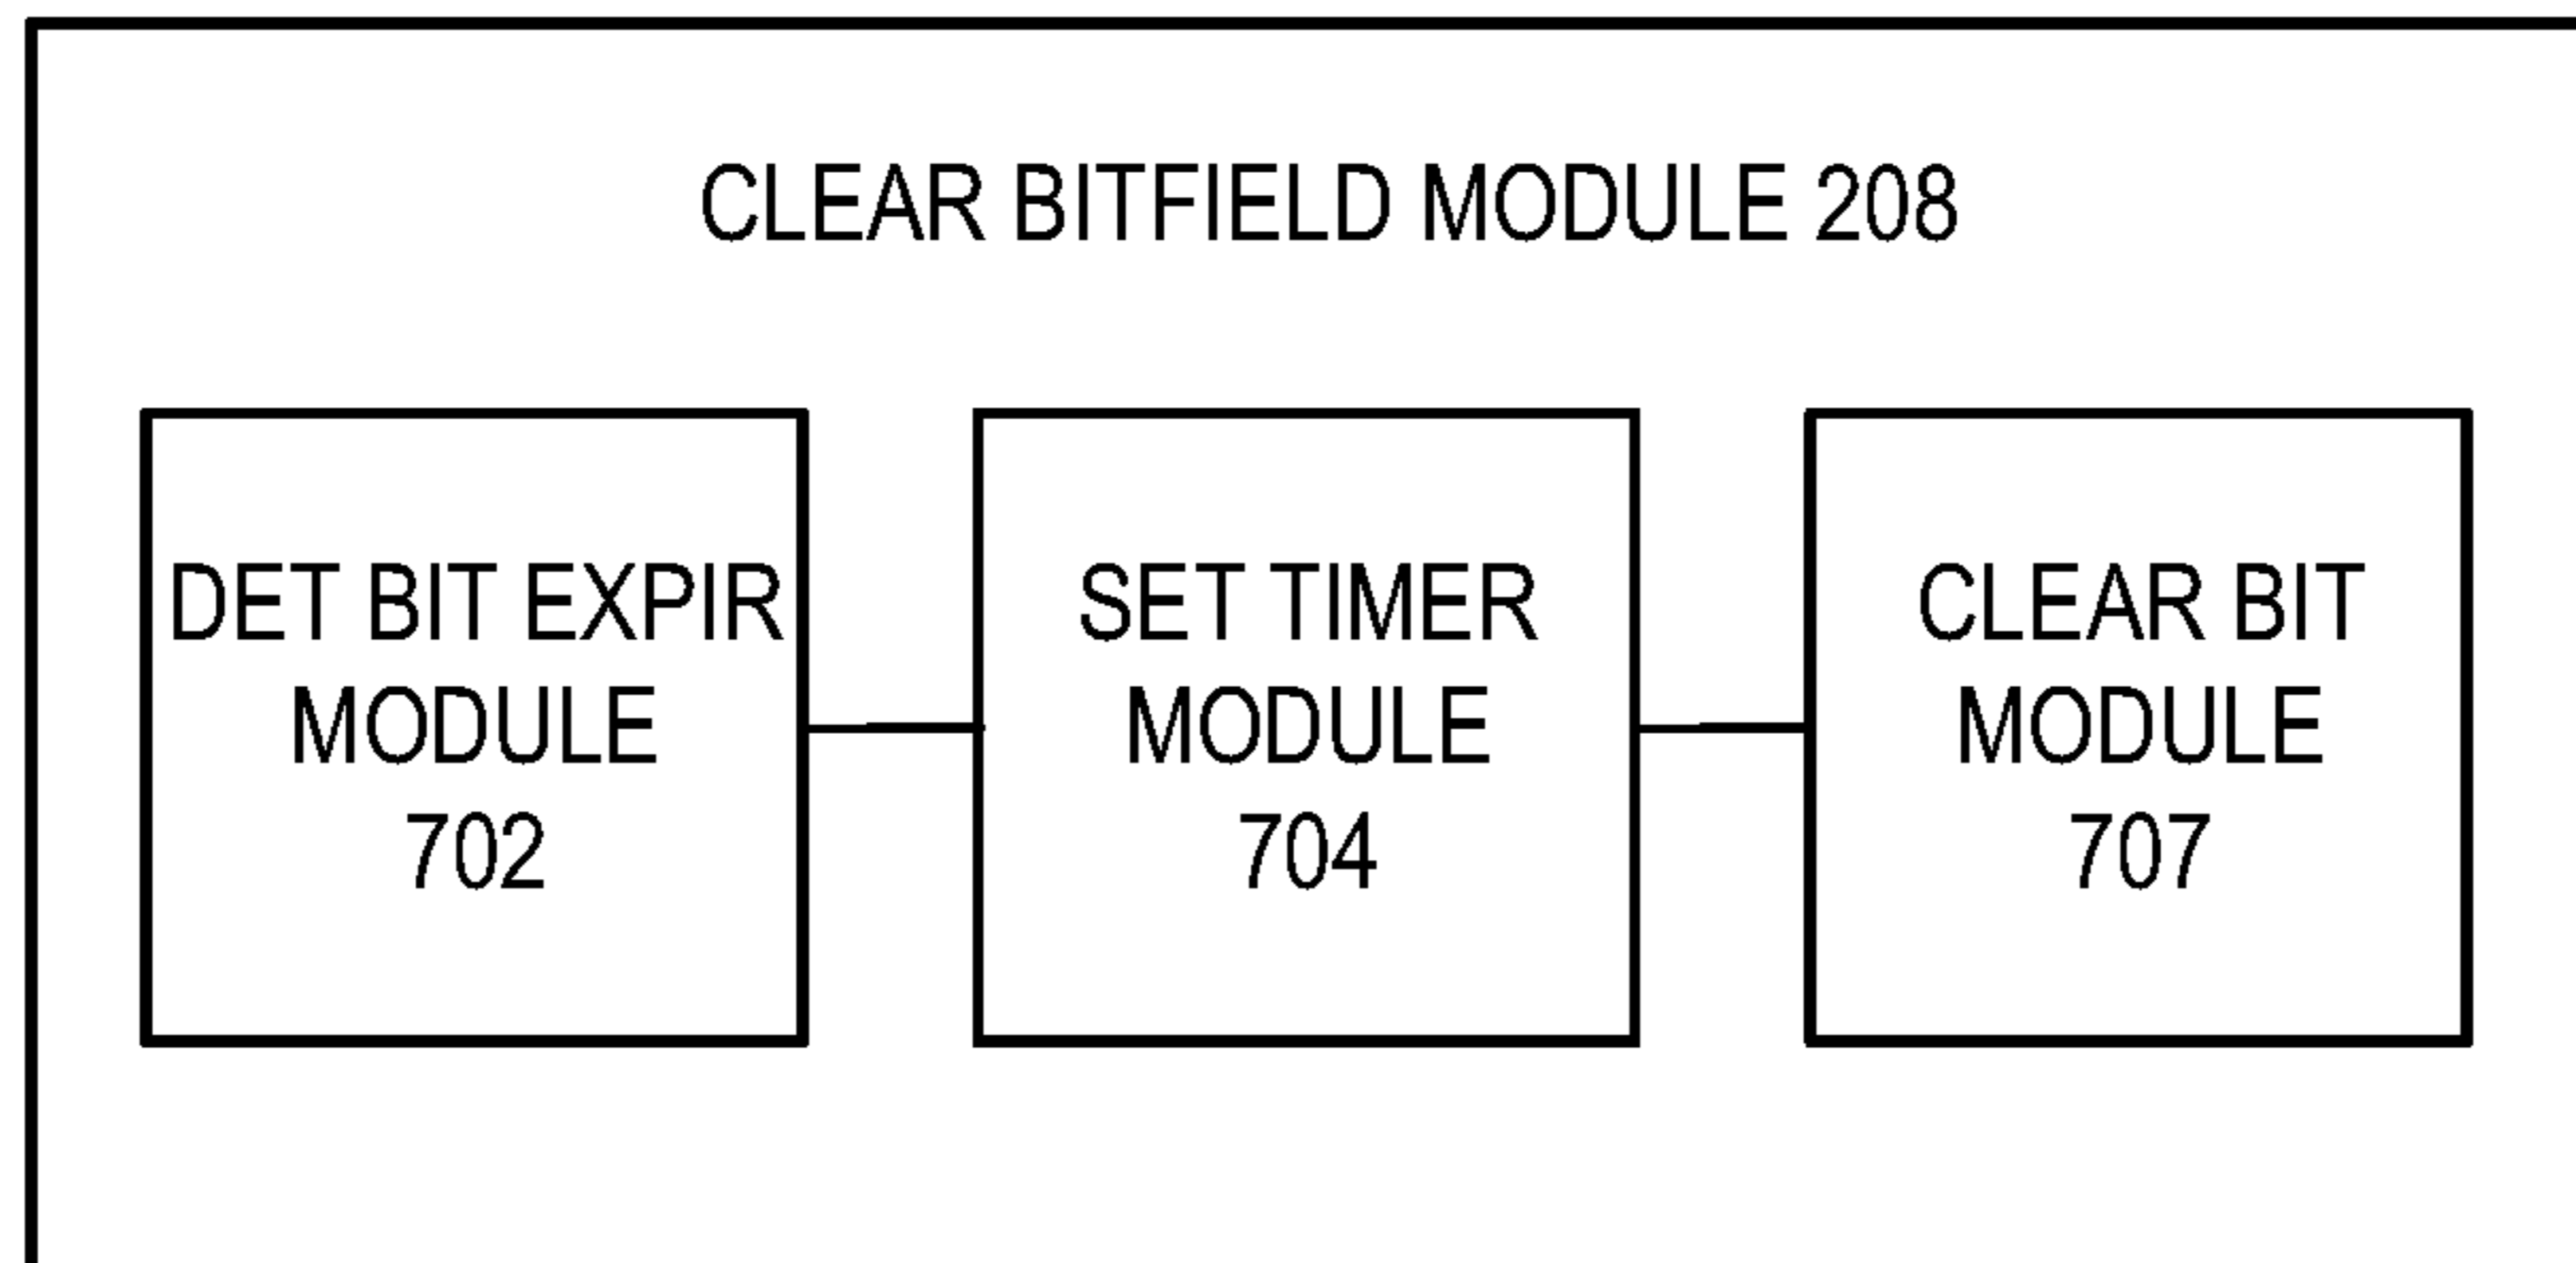 CLEAR BITFIELD MODULE 208
DET BIT EXPIR
MODULE
702
SET TIMER
MODULE
704
CLEAR BIT
MODULE
707